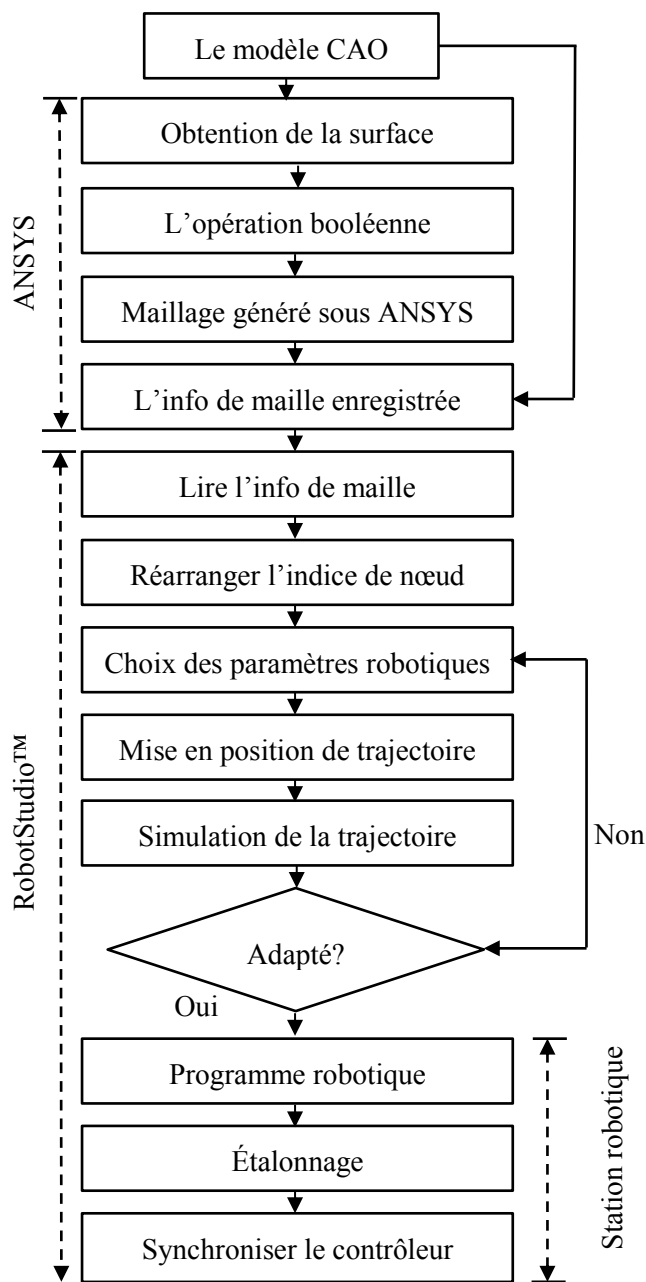 Le modèle CAO
Obtention de la surface
L’opération booléenne
Maillage généré sous ANSYS
L’info de maille enregistrée
ANSYS
Lire l’info de maille
Réarranger l’indice de nœud
Choix des paramètres robotiques
Mise en position de trajectoire
Simulation de la trajectoire
Non
Adapté?
Oui
RobotStudio™
Programme robotique
Étalonnage
Synchroniser le contrôleur
Station robotique